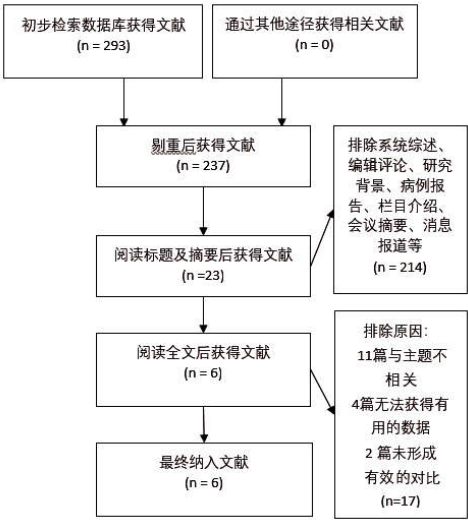 初步检索数据库获得文献
(n = 293)
通过其他途径获得相关文献
(n = 0)
剔重后获得文献
(n = 237)
排除系统综述、
编辑评论、研究
背景、病例报
告、栏目介绍、
会议摘要、消息
报道等
(n = 214)
阅读标题及摘要后获得文献
(n =23)
阅读全文后获得文献
(n = 6)
排除原因：
11篇与主题不
相关
4篇无法获得有
用的数据
2 篇未形成
有效的对比
(n=17)
最终纳入文献
(n = 6)